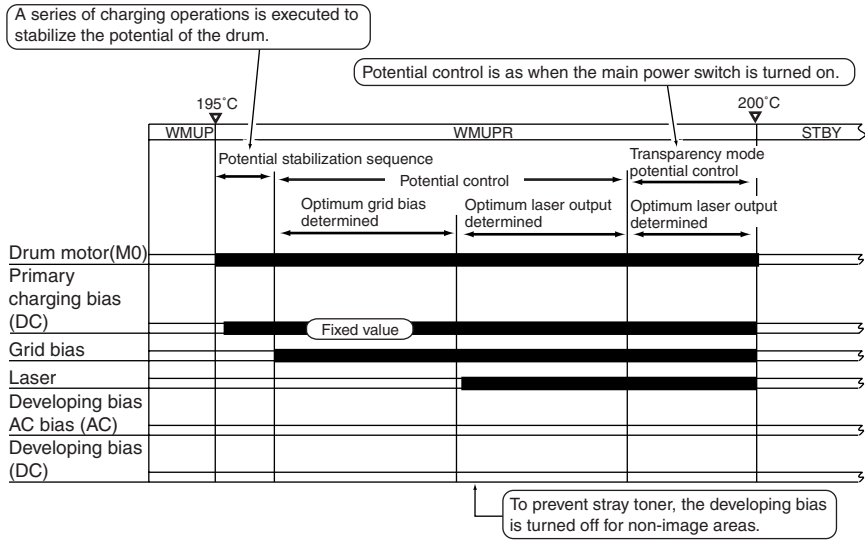 A series of charging operations is executed to
stabilize the potential of the drum.
Potential control is as when the main power switch is turned on.
195˚C
200˚C
WMUP
WMUPR
STBY
Potential stabilization sequence
Potential control
Transparency mode
potential control
Optimum grid bias
determined
Optimum laser output
determined
Optimum laser output
determined
Drum motor(M0)
Primary
charging bias
(DC)
Fixed value
Grid bias
Laser
Developing bias
AC bias (AC)
Developing bias
(DC)
To prevent stray toner, the developing bias
is turned off for non-image areas.